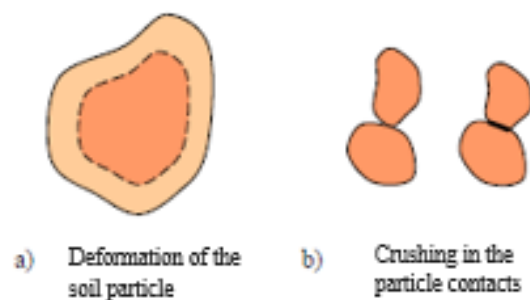 a) Deformation of the
soil particle
b) Crushing in the
particle contacts